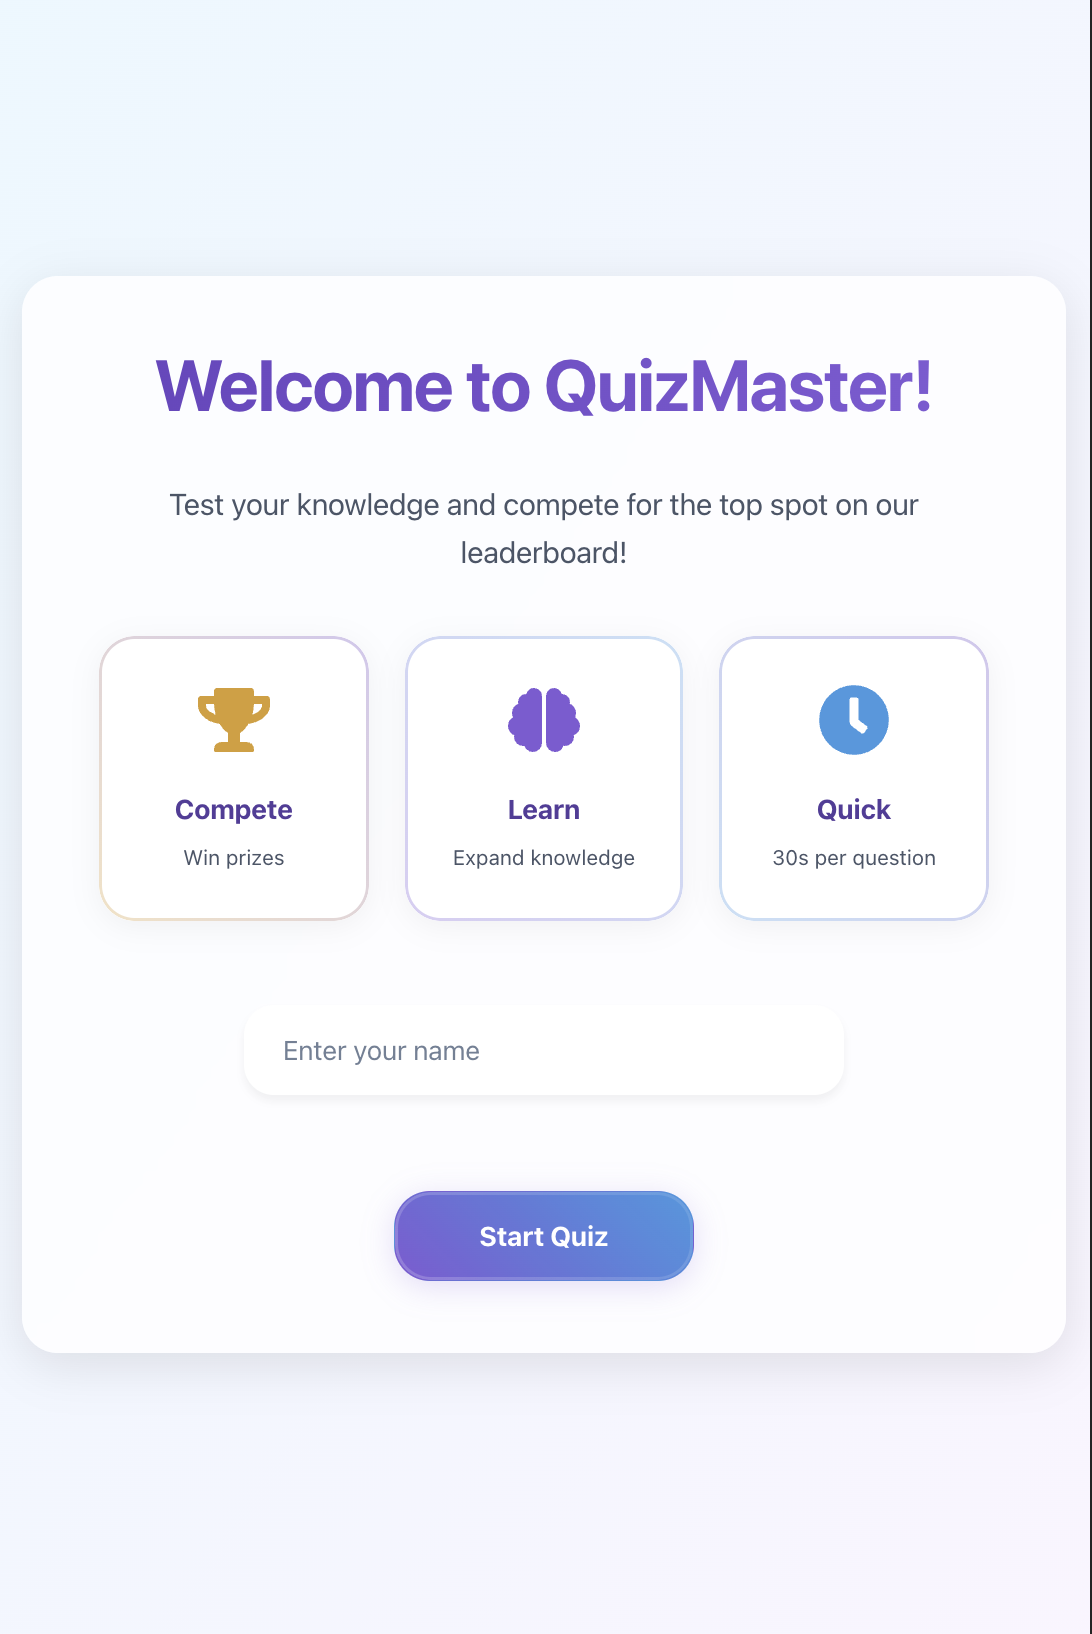 Welcome to QuizMaster!
Test your knowledge and compete for the top spot on our
leaderboard!
Compete
Win prizes
Learn
Expand knowledge
Quick
30s per question
Enter your name
Start Quiz